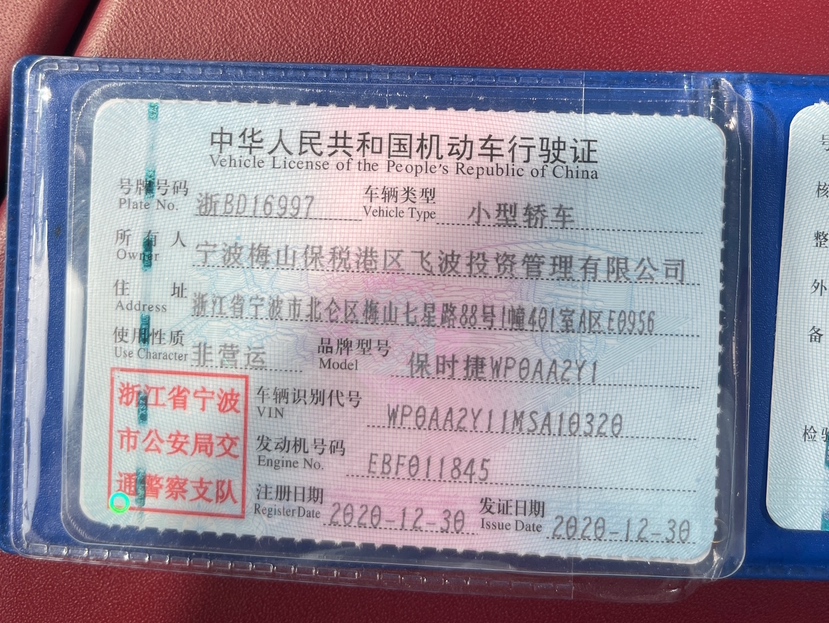 中华人民共和国机动车行驶证
Vehicle License of the People's Republic of China
号牌号码 浙BD16997 车辆类型 小型轿车
Plate No. Vehicle Type
所有人 宁波梅山保税港区飞波投资管理有限公司
Owner
住址 浙江省宁波市北仑区梅山七星路88号1幢401室A区E0956
Address
使用性质 非营运 品牌型号 保时捷WP0AA2Y1
Use Character Model
浙江省宁波
市公安局交
通警察支队
车辆识别代号 WP0AA2Y11MSA10320
VIN
发动机号码 EBF011845
Engine No.
注册日期 2020-12-30 发证日期 2020-12-30
Register Date Issue Date
号
核
整
外
备
检验